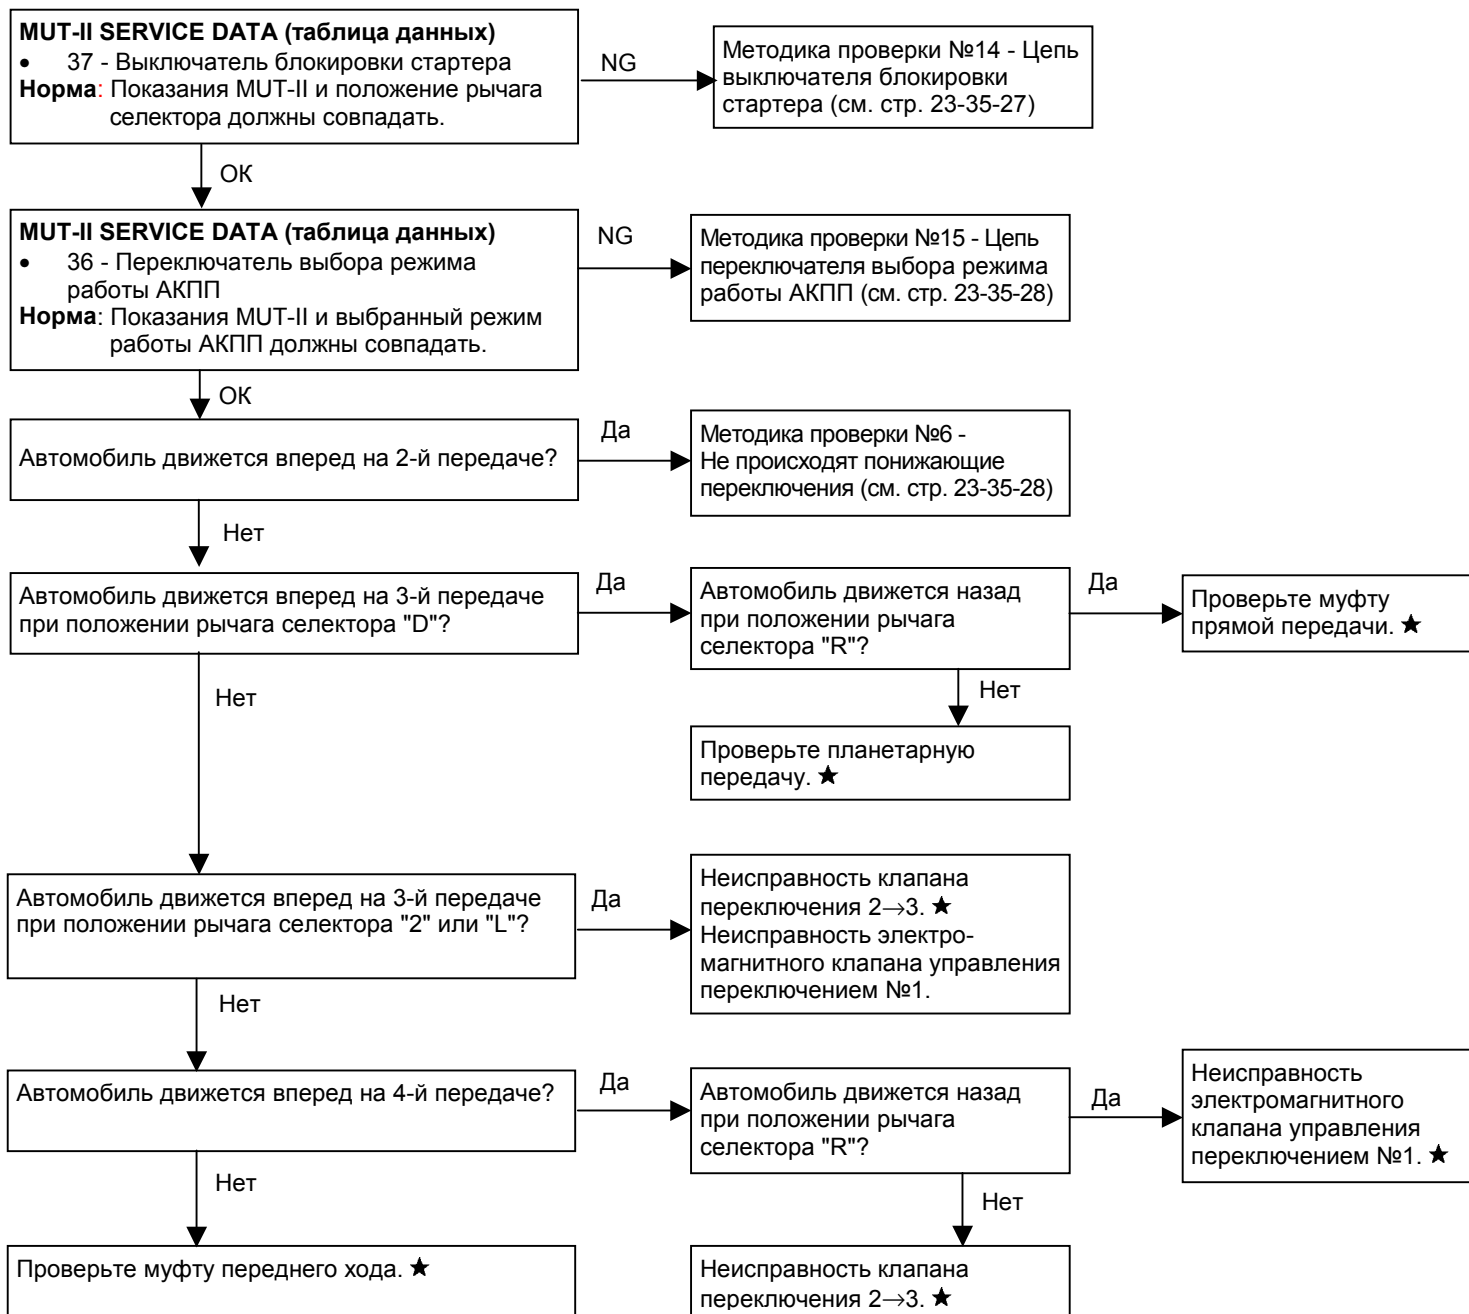 MUT-II SERVICE DATA (таблица данных)
• 37 - Выключатель блокировки стартера
Норма: Показания MUT-II и положение рычага
селектора должны совпадать.
NG
Методика проверки №14 - Цепь
выключателя блокировки
стартера (см. стр. 23-35-27)
ОК
MUT-II SERVICE DATA (таблица данных)
• 36 - Переключатель выбора режима
работы АКПП
Норма: Показания MUT-II и выбранный режим
работы АКПП должны совпадать.
NG
Методика проверки №15 - Цепь
переключателя выбора режима
работы АКПП (см. стр. 23-35-28)
ОК
Автомобиль движется вперед на 2-й передаче?
Да
Методика проверки №6 -
Не происходят понижающие
переключения (см. стр. 23-35-28)
Нет
Автомобиль движется вперед на 3-й передаче
при положении рычага селектора "D"?
Да
Автомобиль движется назад
при положении рычага
селектора "R"?
Да
Проверьте муфту
прямой передачи. ★
Нет
Нет
Проверьте планетарную
передачу. ★
Автомобиль движется вперед на 3-й передаче
при положении рычага селектора "2" или "L"?
Да
Неисправность клапана
переключения 2→3. ★
Неисправность электро-
магнитного клапана управления
переключением №1.
Нет
Автомобиль движется вперед на 4-й передаче?
Да
Автомобиль движется назад
при положении рычага
селектора "R"?
Да
Неисправность
электромагнитного
клапана управления
переключением №1. ★
Нет
Нет
Проверьте муфту переднего хода. ★
Неисправность клапана
переключения 2→3. ★